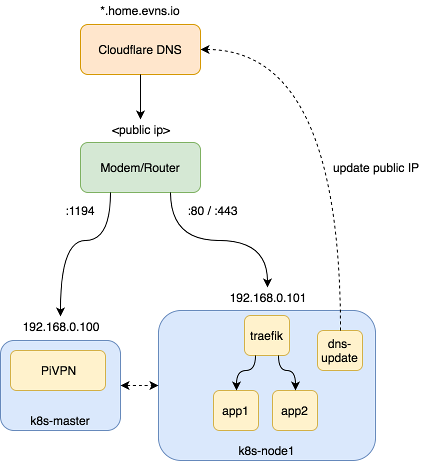 *.home.evns.io
Cloudflare DNS
<public ip>
Modem/Router
update public IP
:1194
:80 / :443
192.168.0.100
192.168.0.101
PiVPN
k8s-master
traefik
dns-
update
app1
app2
k8s-node1